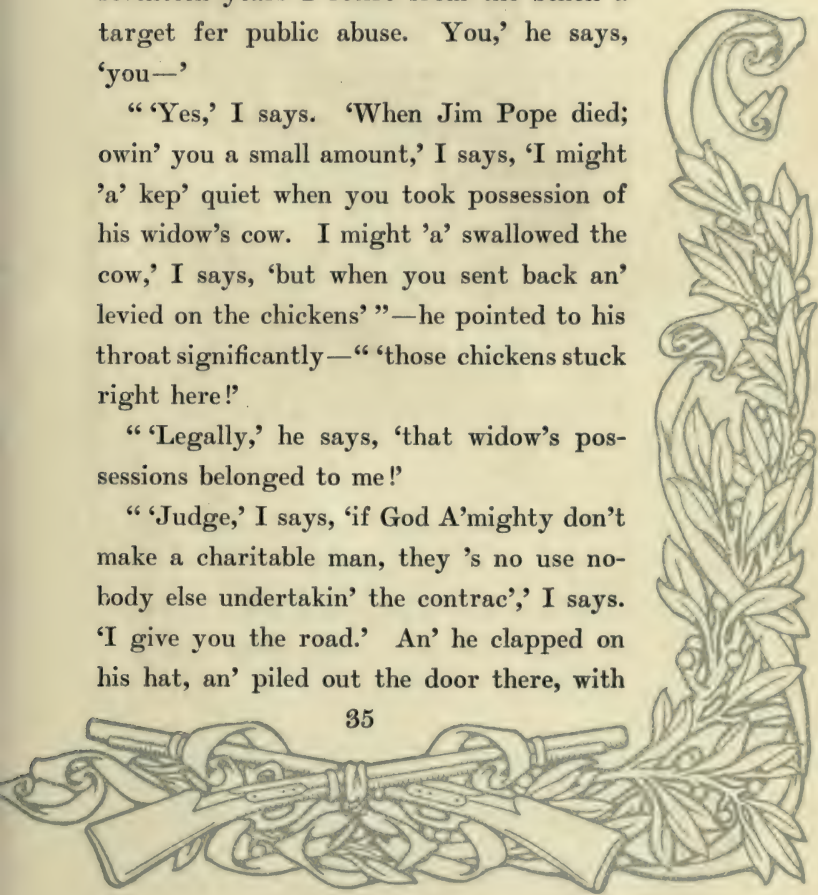 target fer public abuse. You,’ he says,
‘you—’
“ ‘Yes,’ I says. ‘When Jim Pope died;
owin’ you a small amount,’ I says, ‘I might
’a’ kep’ quiet when you took possession of
his widow’s cow. I might ’a’ swallowed the
cow,’ I says, ‘but when you sent back an’
levied on the chickens’ ”—he pointed to his
throat significantly—“ ‘those chickens stuck
right here!’
“ ‘Legally,’ he says, ‘that widow’s pos-
sessions belonged to me!’
“ ‘Judge,’ I says, ‘if God A’mighty don’t
make a charitable man, they ’s no use no-
body else undertakin’ the contrac’,’ I says.
‘I give you the road.’ An’ he clapped on
his hat, an’ piled out the door there, with
35